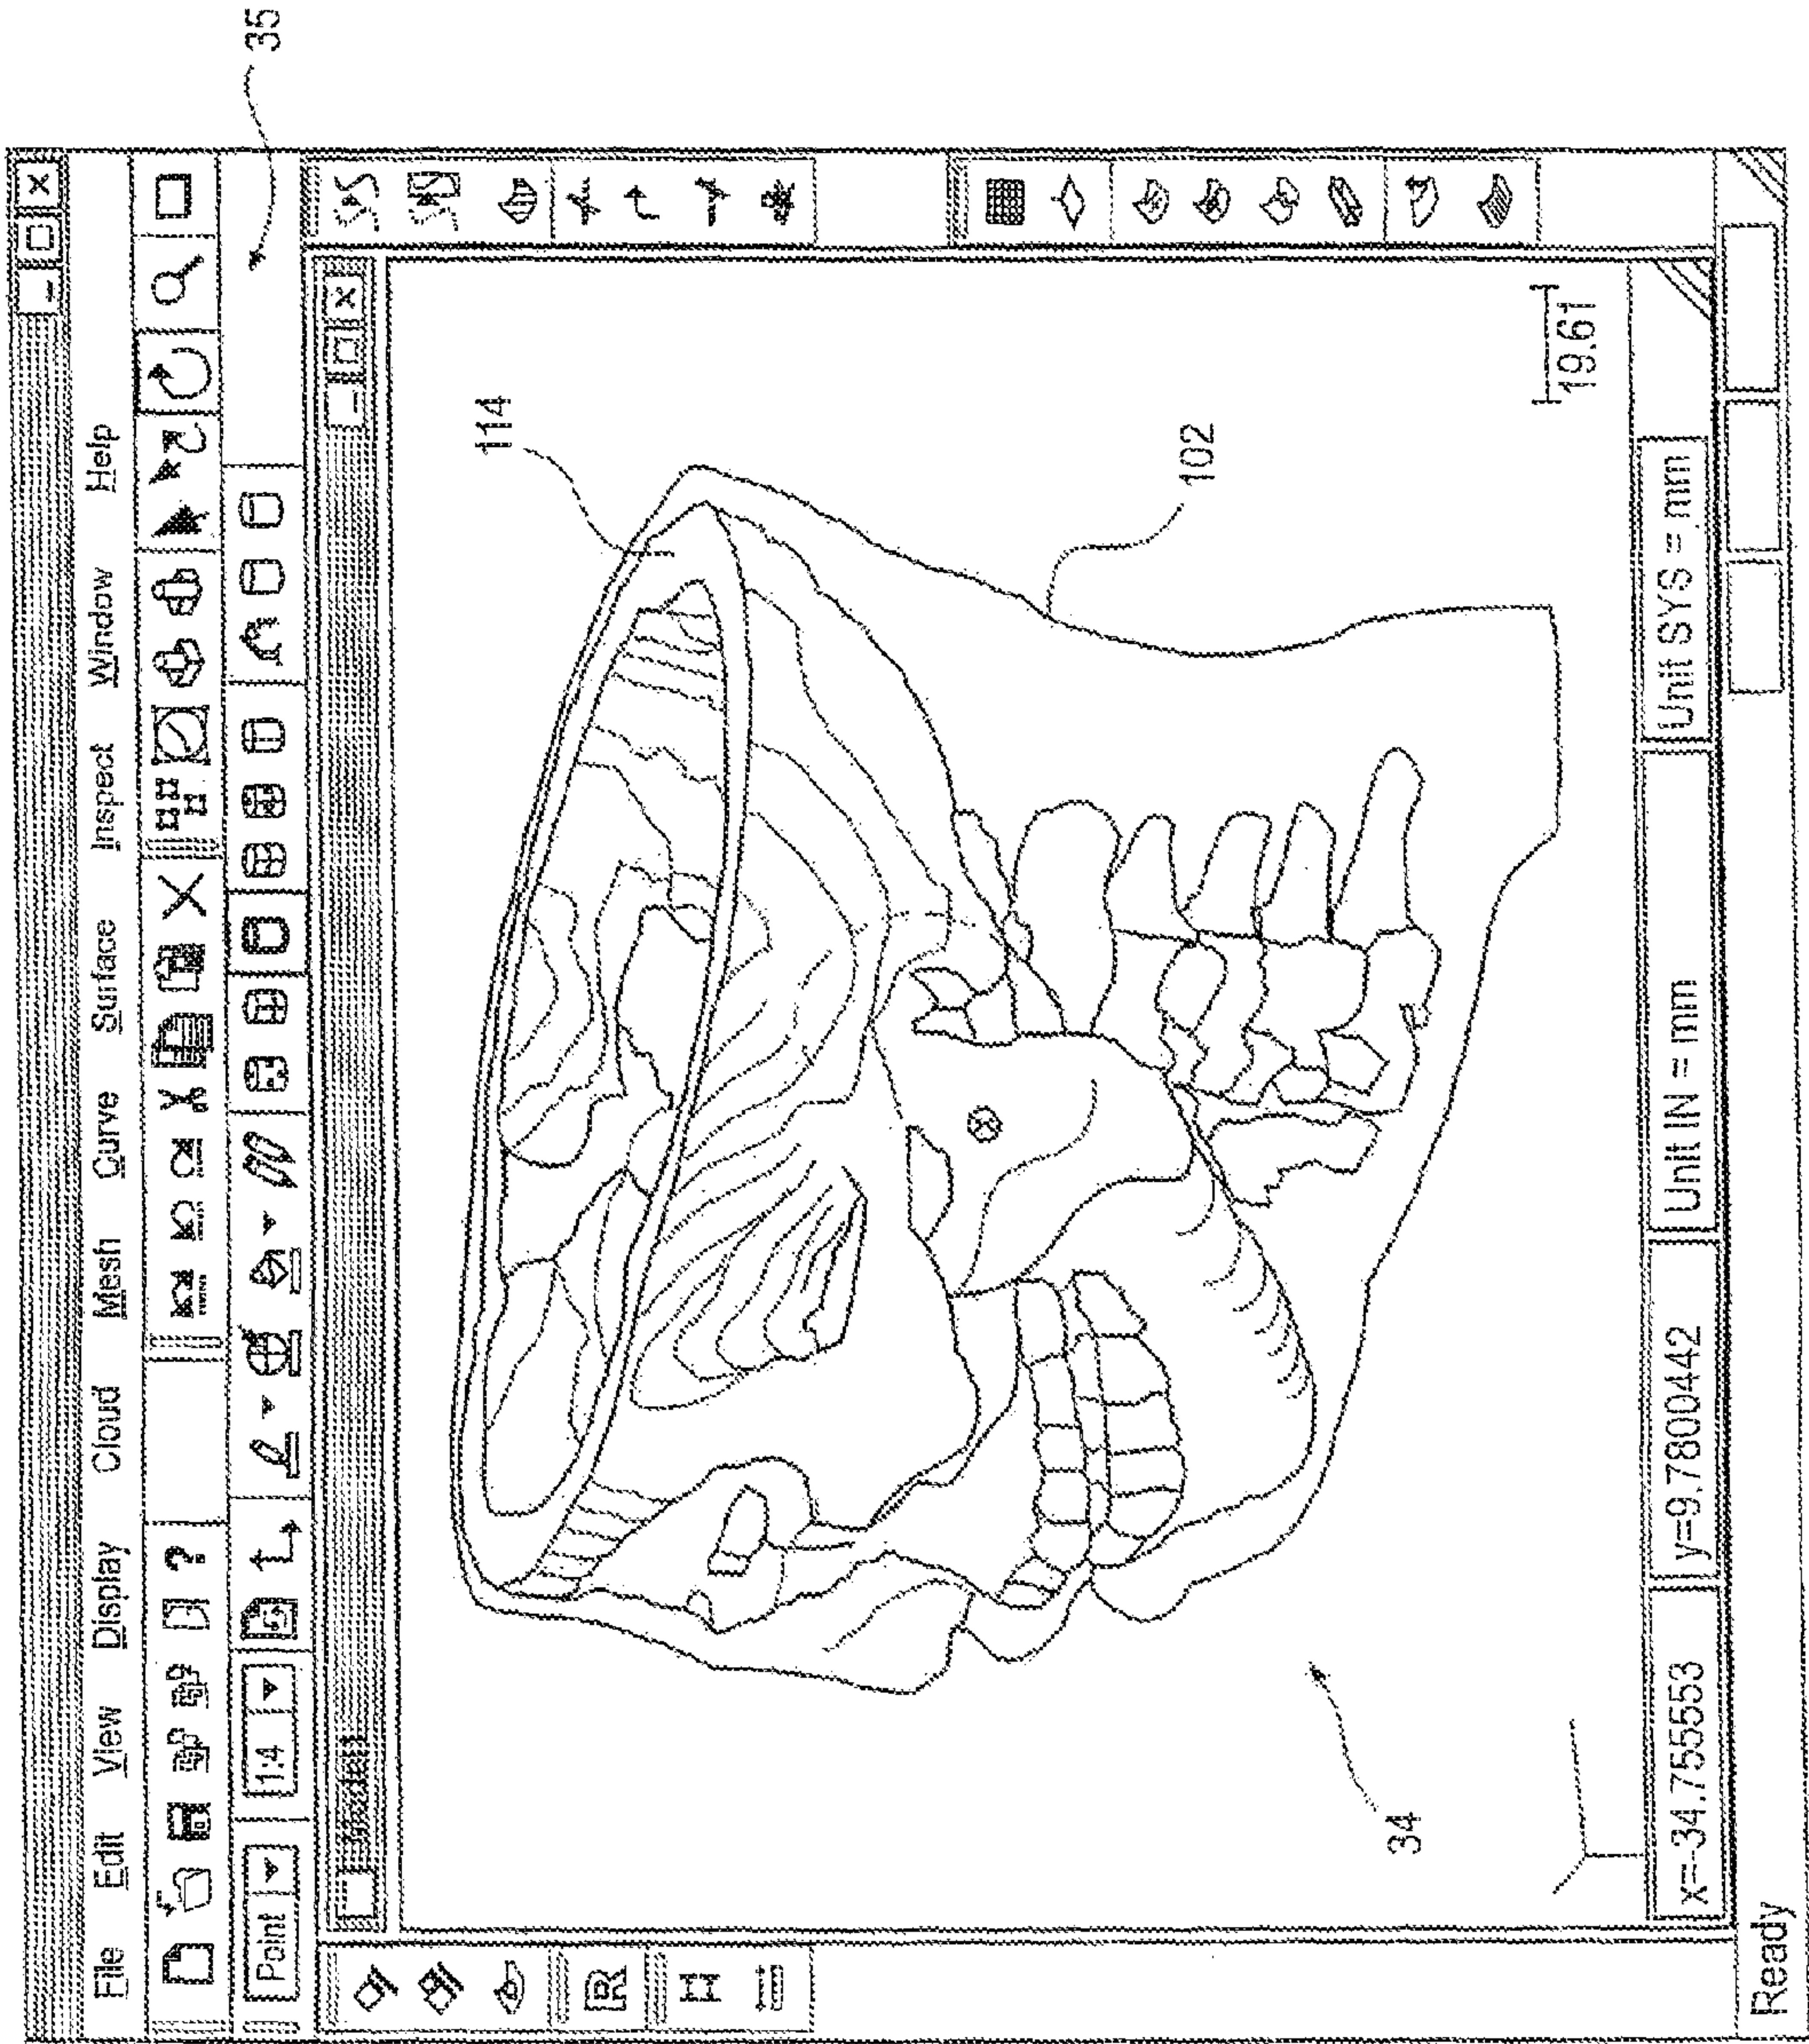 35
File Edit View Display Cloud Mesh Curve Surface Inspect Window Help
?
Point 1:4
Model1
R
114
102
34
19.61
x=-34.755553 y=9.7800442 Unit IN = mm Unit SYS = mm
Ready